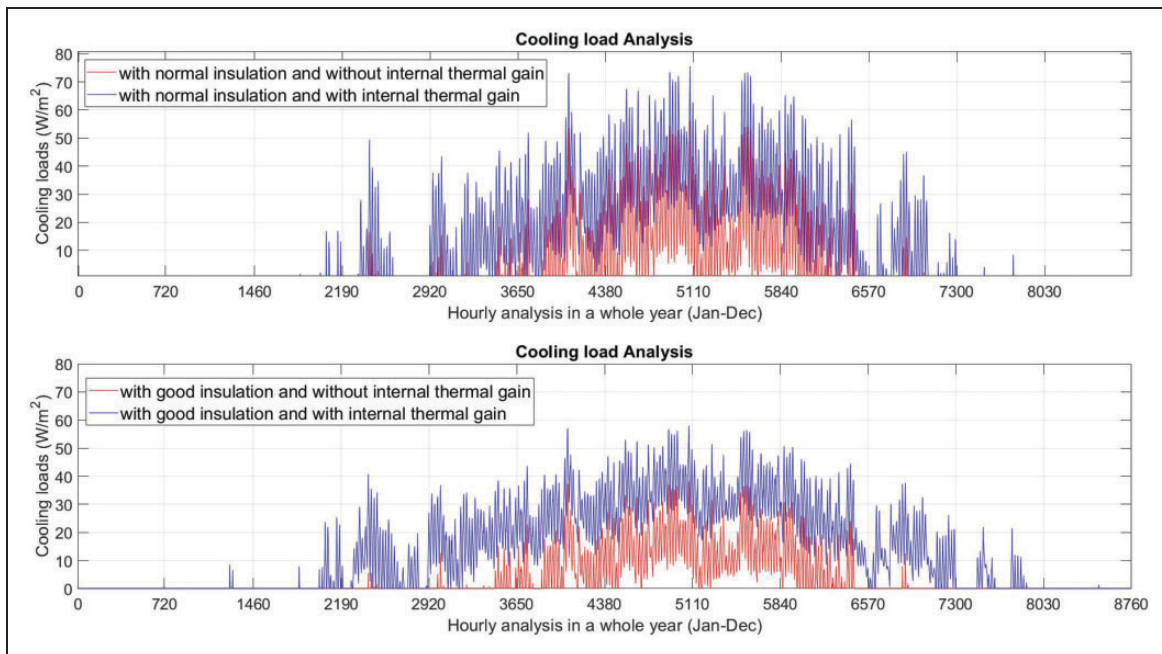 Cooling load Analysis
80
70
60
50
40
30
20
10
Cooling loads (W/m²)
with normal insulation and without internal thermal gain
with normal insulation and with internal thermal gain
0 720 1460 2190 2920 3650 4380 5110 5840 6570 7300 8030
Hourly analysis in a whole year (Jan-Dec)
Cooling load Analysis
80
70
60
50
40
30
20
10
0
Cooling loads (W/m²)
with good insulation and without internal thermal gain
with good insulation and with internal thermal gain
0 720 1460 2190 2920 3650 4380 5110 5840 6570 7300 8030 8760
Hourly analysis in a whole year (Jan-Dec)